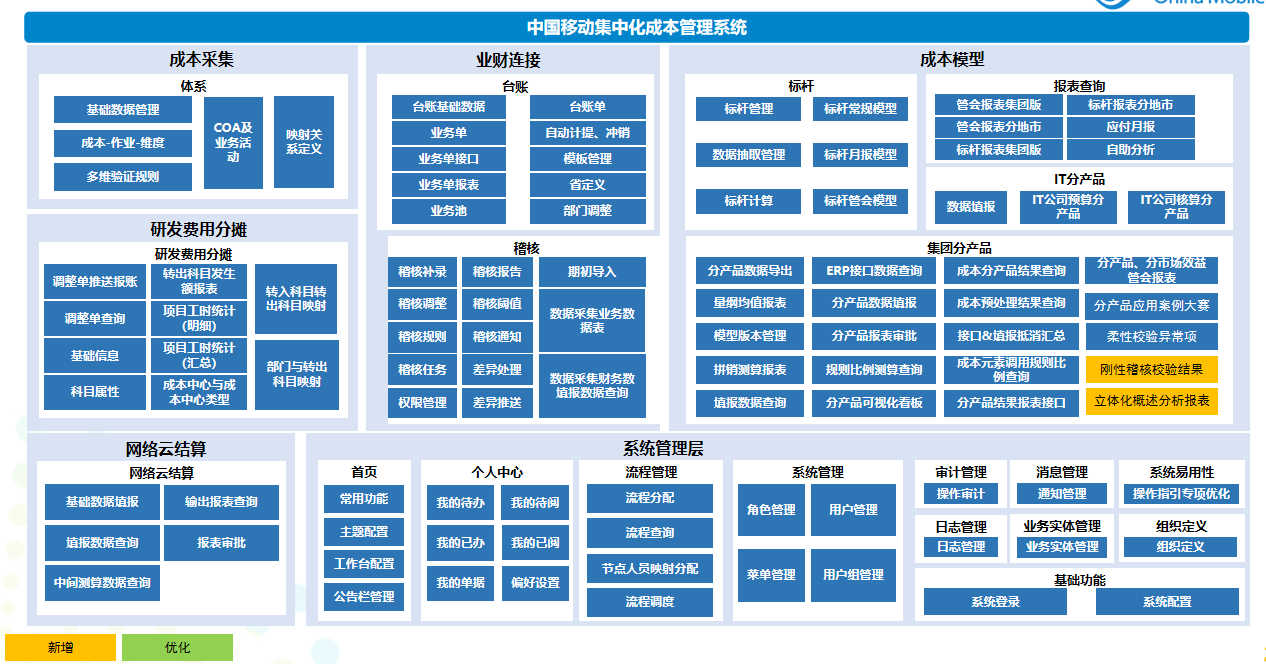 China Mobile
中国移动集中化成本管理系统
成本采集
体系
基础数据管理
成本-作业-维度
多维验证规则
COA及
业务活
动
映射关
系定义
研发费用分摊
研发费用分摊
调整单推送报账
调整单查询
基础信息
科目属性
转出科目发生
额报表
项目工时统计
(明细)
项目工时统计
(汇总)
成本中心与成
本中心类型
转入科目转
出科目映射
部门与转出
科目映射
业财连接
台账
台账基础数据
台账单
业务单
自动计提、冲销
业务单接口
模板管理
业务单报表
省定义
业务池
部门调整
稽核
稽核补录
稽核报告
期初导入
稽核调整
稽核阈值
数据采集业务数
据表
稽核规则
稽核通知
稽核任务
差异处理
数据采集财务数
填报数据查询
权限管理
差异推送
成本模型
标杆
标杆管理
标杆常规模型
数据抽取管理
标杆月报模型
标杆计算
标杆管会模型
报表查询
管会报表集团版
标杆报表分地市
管会报表分地市
应付月报
标杆报表集团版
自助分析
IT分产品
数据填报
IT公司预算分
产品
IT公司核算分
产品
集团分产品
分产品数据导出
ERP接口数据查询
成本分产品结果查询
分产品、分市场效益
管会报表
量纲均值报表
分产品数据填报
成本预处理结果查询
分产品应用案例大赛
模型版本管理
分产品报表审批
接口&填报抵消汇总
柔性校验异常项
拼销测算报表
规则比例测算查询
成本元素调用规则比
例查询
刚性稽核校验结果
填报数据查询
分产品可视化看板
分产品结果报表接口
立体化概述分析报表
网络云结算
网络云结算
基础数据填报
输出报表查询
填报数据查询
报表审批
中间测算数据查询
系统管理层
首页
常用功能
主题配置
工作台配置
公告栏管理
个人中心
我的待办
我的待阅
我的已办
我的已阅
我的单据
偏好设置
流程管理
流程分配
流程查询
节点人员映射分配
流程调度
系统管理
角色管理
用户管理
菜单管理
用户组管理
审计管理
操作审计
消息管理
通知管理
系统易用性
操作指引专项优化
日志管理
日志管理
业务实体管理
业务实体管理
组织定义
组织定义
基础功能
系统登录
系统配置
新增
优化